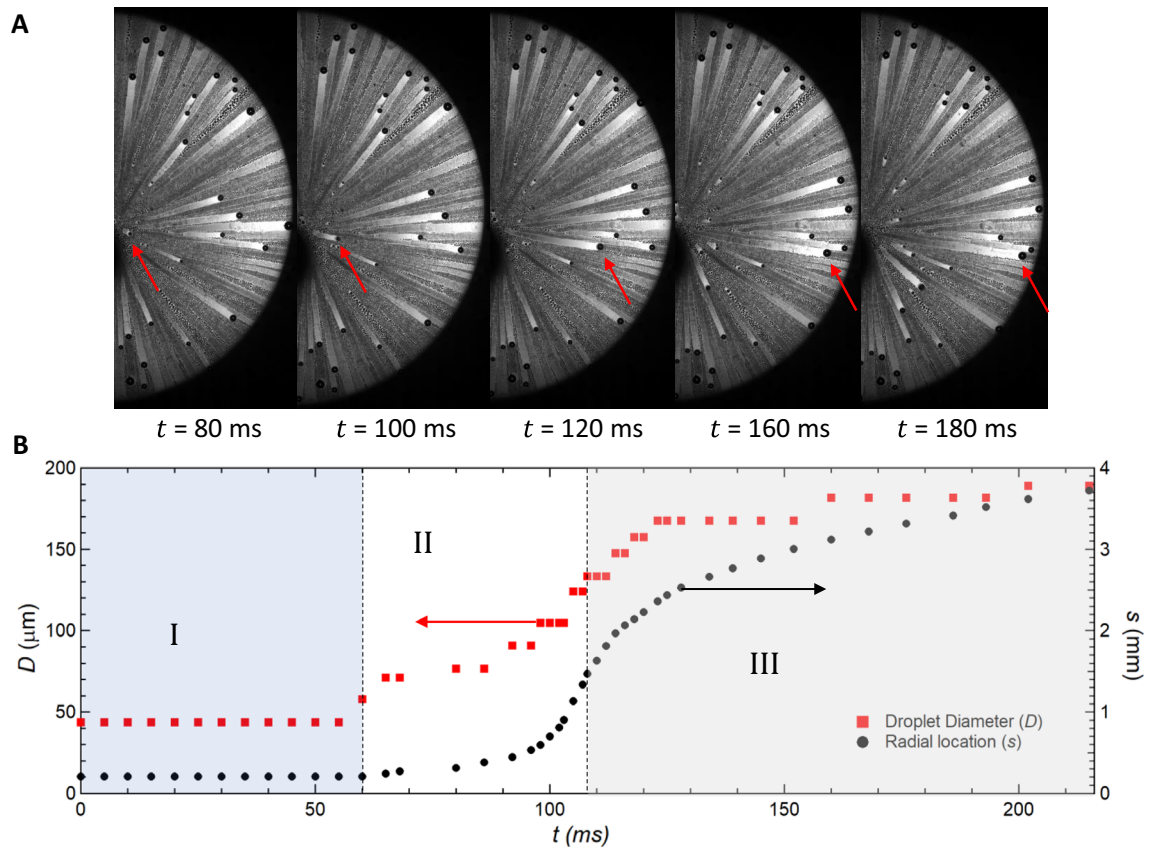 A
t = 80 ms
t = 100 ms
t = 120 ms
t = 160 ms
t = 180 ms
B
200
150
100
50
0
D (μm)
I
II
III
4
3
2
1
0
s (mm)
Droplet Diameter (D)
Radial location (s)
0
50
100
150
200
t (ms)